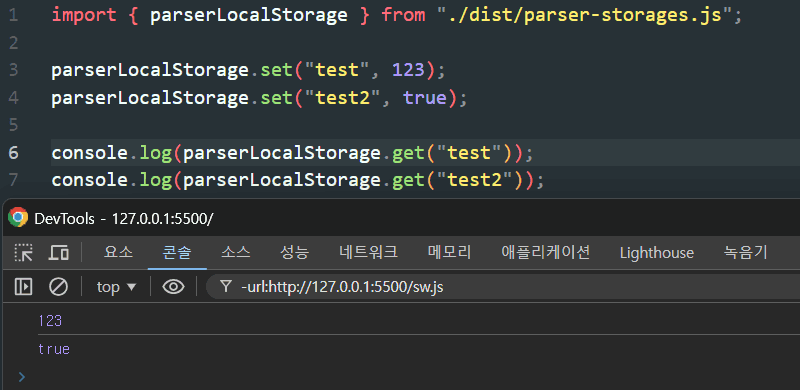 1 import { parserLocalStorage } from "./dist/parser-storages.js";
2
3 parserLocalStorage.set("test", 123);
4 parserLocalStorage.set("test2", true);
5
6 console.log(parserLocalStorage.get("test"));
7 console.log(parserLocalStorage.get("test2"));
DevTools - 127.0.0.1:5500/
요소 콘솔 소스 성능 네트워크 메모리 애플리케이션 Lighthouse 녹음기
top ▼ -url:http://127.0.0.1:5500/sw.js
123
true
>